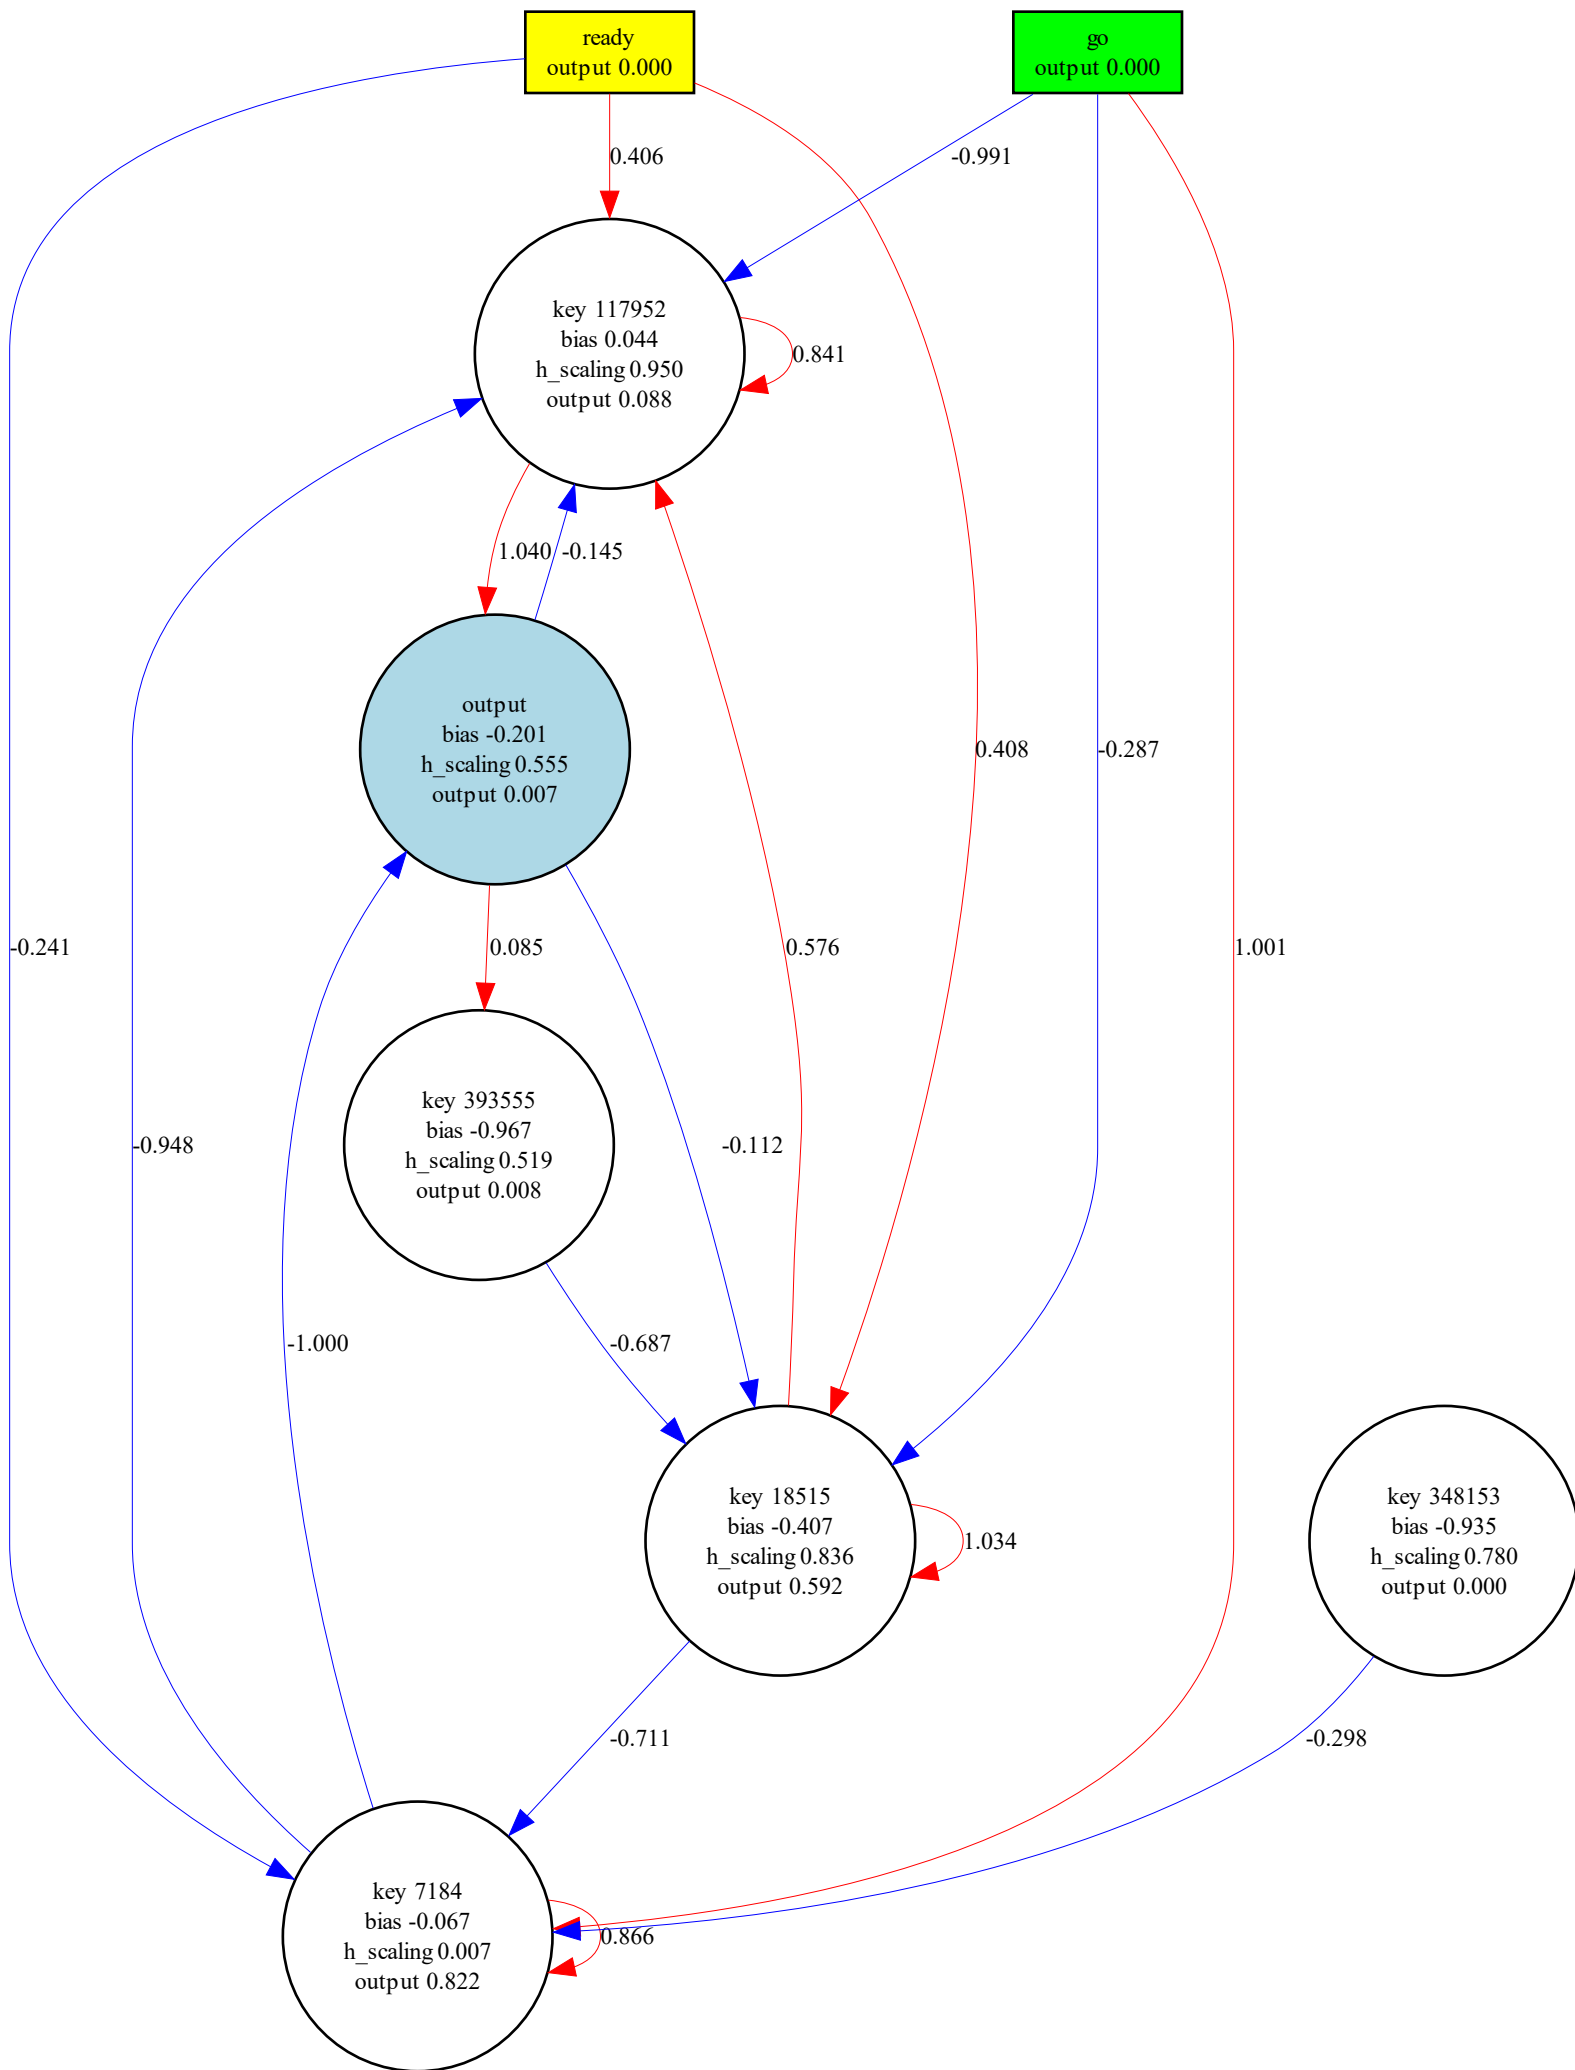 ready
output 0.000
go
output 0.000
0.406
-0.991
key 117952
bias 0.044
h_scaling 0.950
output 0.088
0.841
1.040
-0.145
output
bias -0.201
h_scaling 0.555
output 0.007
0.408
-0.287
-0.241
0.085
0.576
1.001
key 393555
bias -0.967
h_scaling 0.519
output 0.008
-0.948
-0.112
-1.000
-0.687
key 18515
bias -0.407
h_scaling 0.836
output 0.592
1.034
key 348153
bias -0.935
h_scaling 0.780
output 0.000
-0.711
-0.298
key 7184
bias -0.067
h_scaling 0.007
output 0.822
0.866